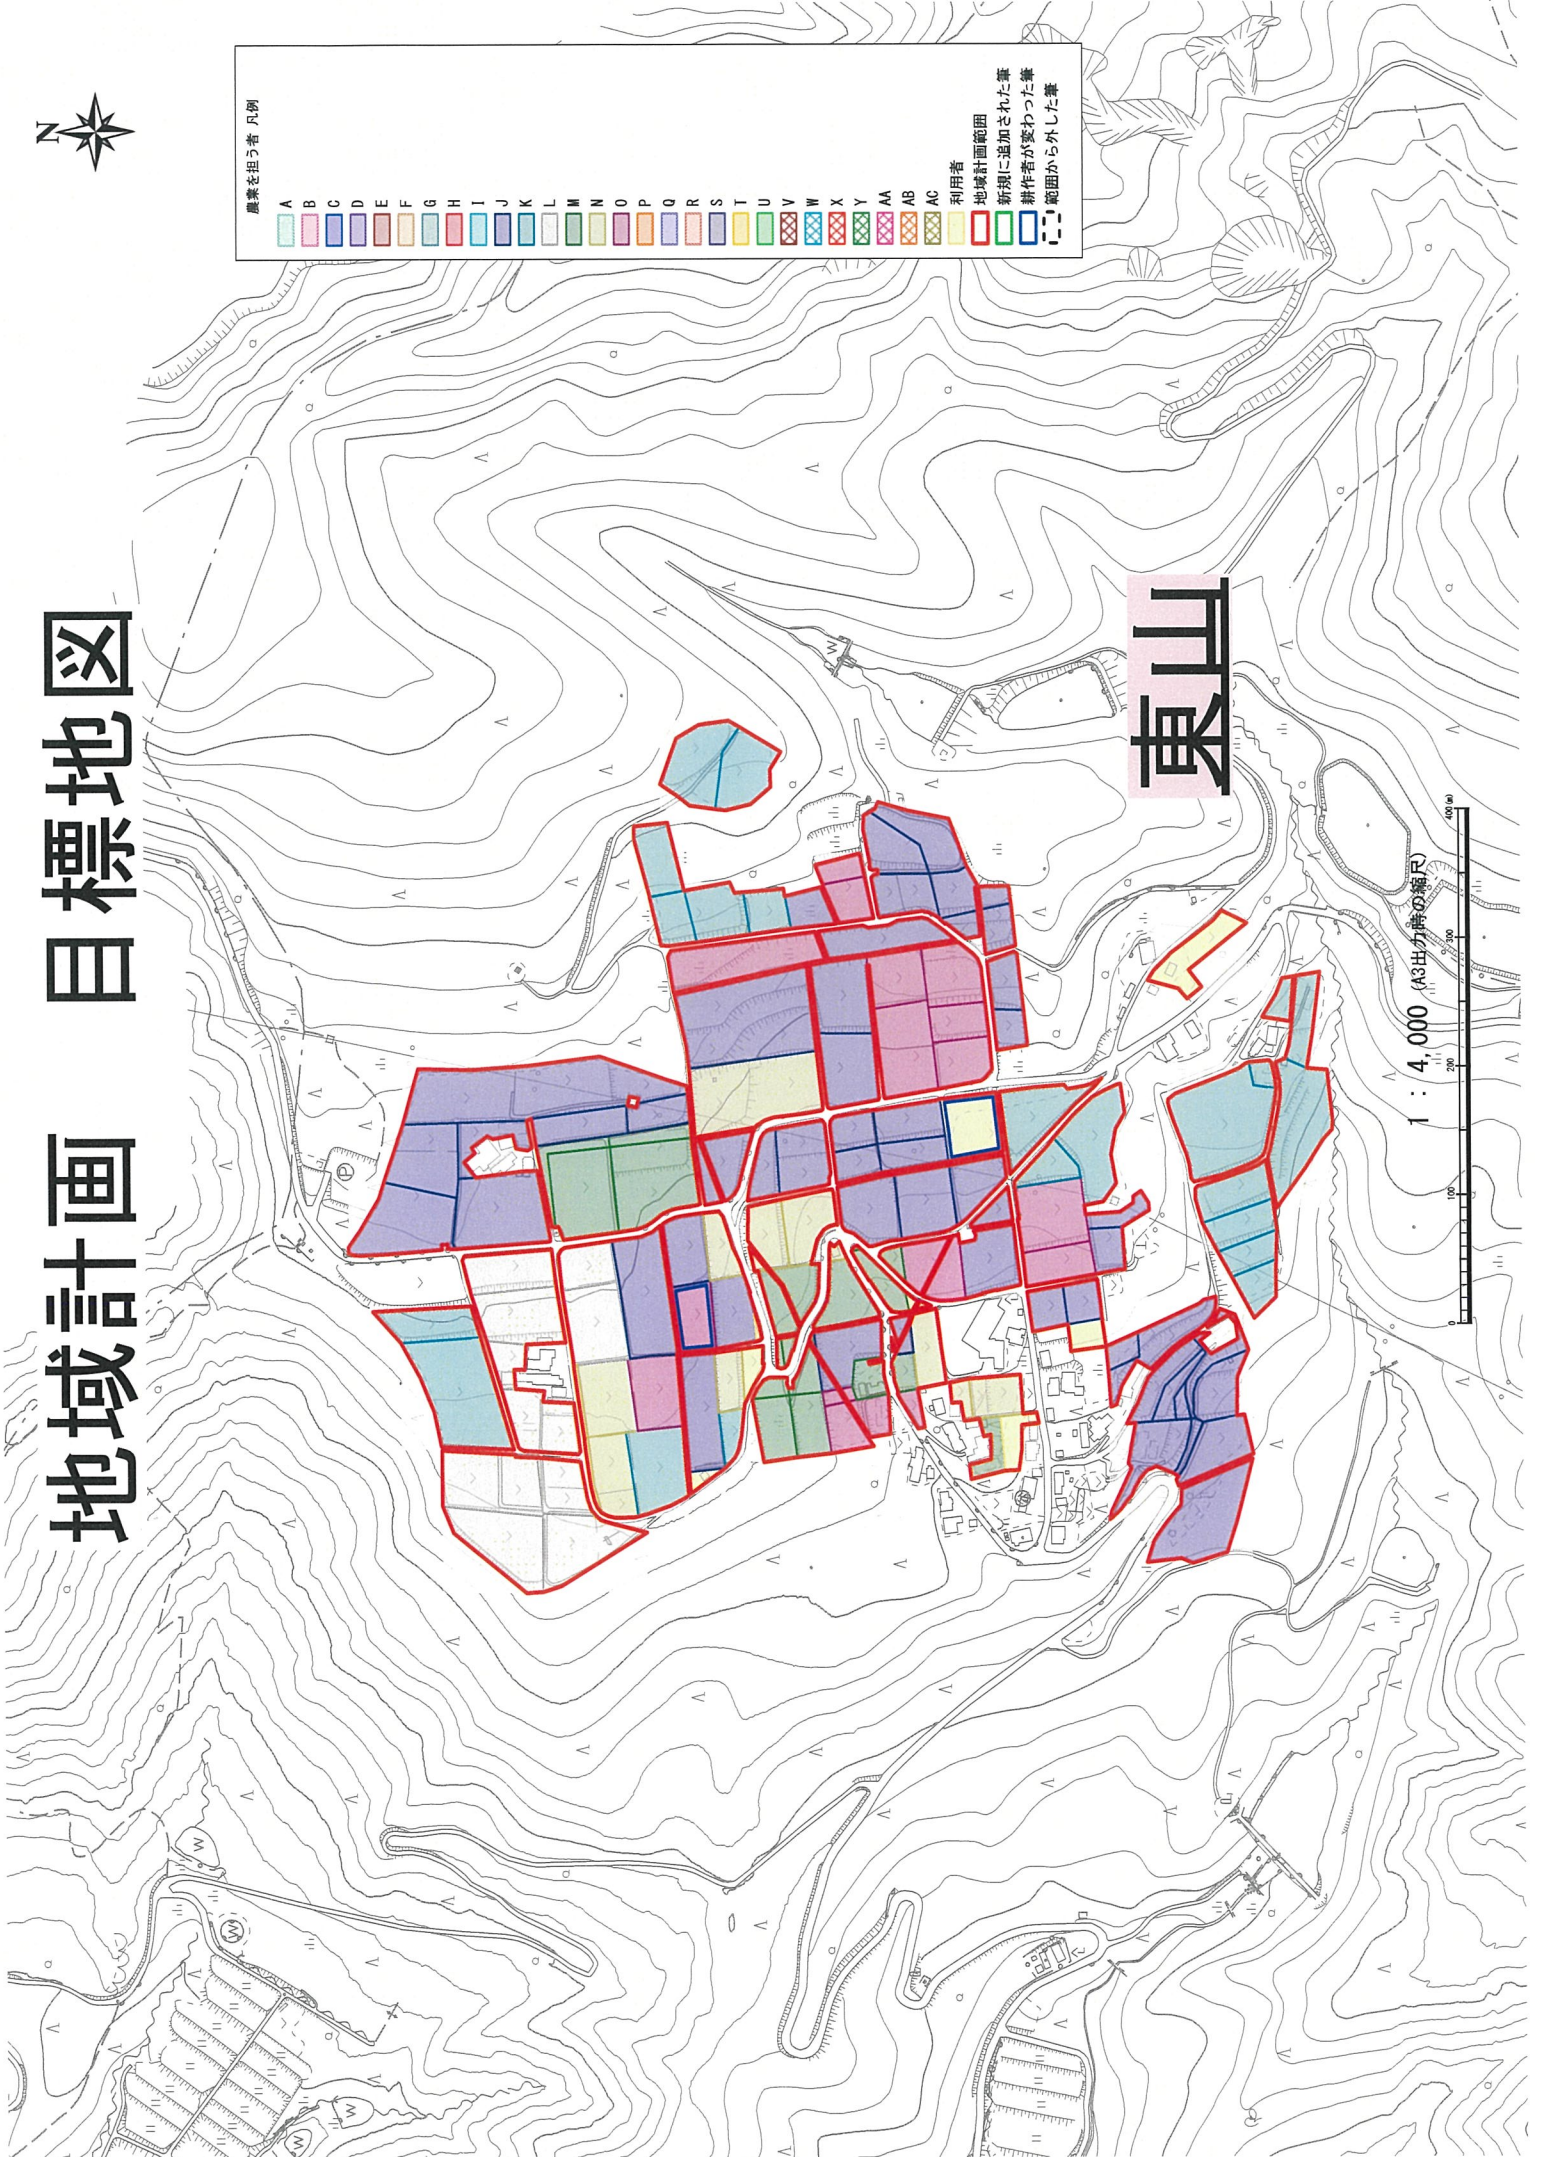 地域計画 目標地図
N
農業を担う者 凡例
A
B
C
D
E
F
G
H
I
J
K
L
M
N
O
P
Q
R
S
T
U
V
W
X
Y
AA
AB
AC
利用者
地域計画範囲
新規に追加された筆
耕作者が変わった筆
範囲から外した筆
東山
1 : 4,000 (A3出力時の縮尺)
0 100 200 300 400(m)
W
P
W
W
W
W